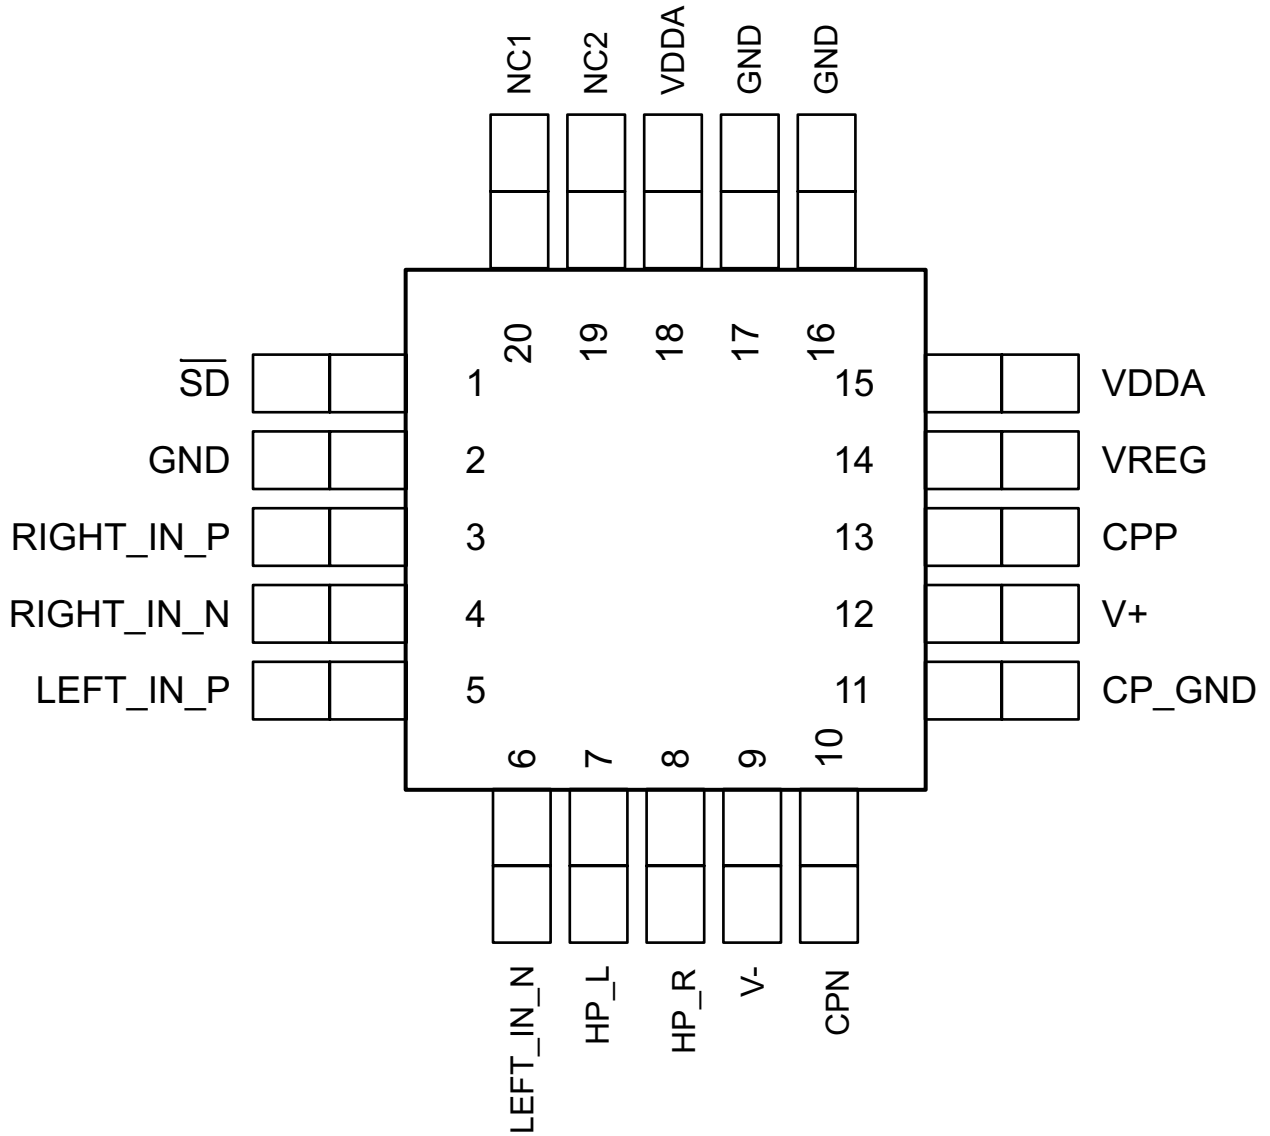 NC1
NC2
VDDA
GND
GND
20
19
18
17
16
SD 1 15 VDDA
GND 2 14 VREG
RIGHT_IN_P 3 13 CPP
RIGHT_IN_N 4 12 V+
LEFT_IN_P 5 11 CP_GND
6
7
8
9
10
LEFT_IN_N
HP_L
HP_R
V-
CPN